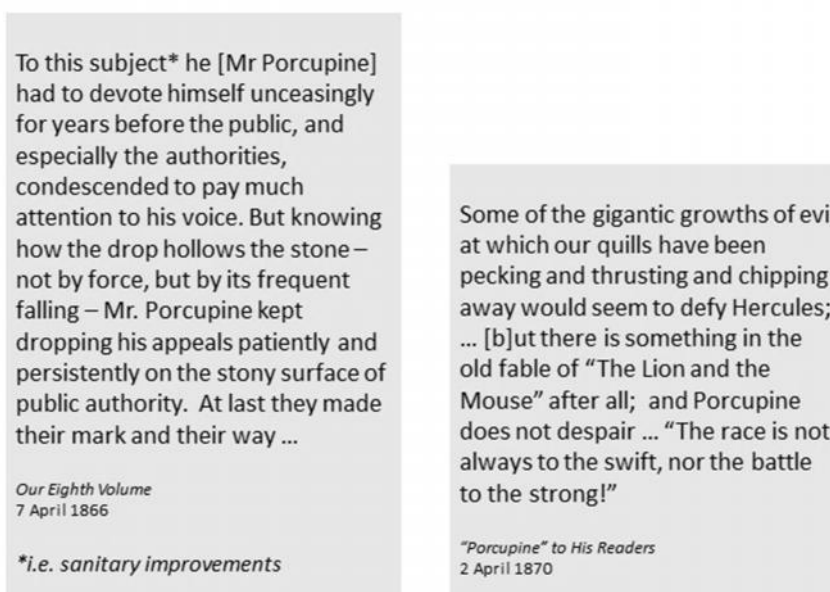 To this subject* he [Mr Porcupine]
had to devote himself unceasingly
for years before the public, and
especially the authorities,
condescended to pay much
attention to his voice. But knowing
how the drop hollows the stone –
not by force, but by its frequent
falling – Mr. Porcupine kept
dropping his appeals patiently and
persistently on the stony surface of
public authority.  At last they made
their mark and their way ...
Our Eighth Volume
7 April 1866
*i.e. sanitary improvements
Some of the gigantic growths of evi
at which our quills have been
pecking and thrusting and chipping
away would seem to defy Hercules;
... [b]ut there is something in the
old fable of “The Lion and the
Mouse” after all;  and Porcupine
does not despair ... “The race is not
always to the swift, nor the battle
to the strong!”
“Porcupine” to His Readers
2 April 1870